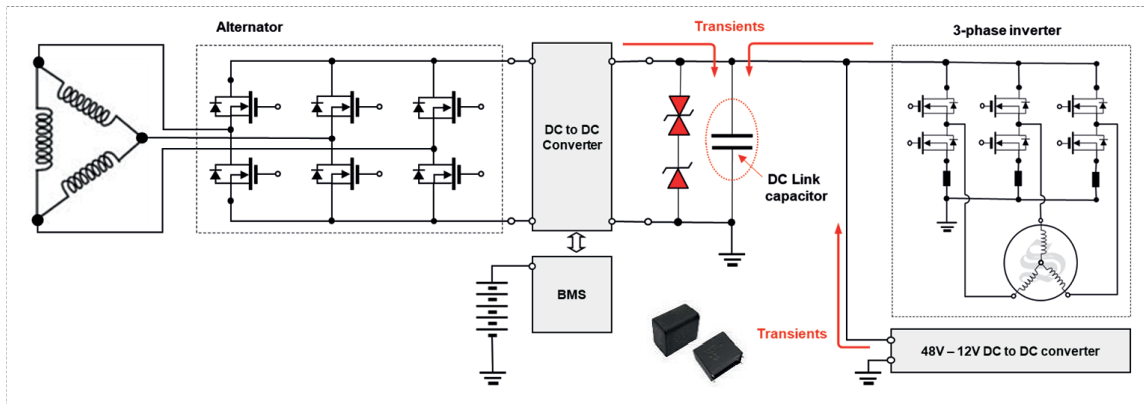 Alternator
Transients
3-phase inverter
DC to DC
Converter
DC Link
capacitor
BMS
Transients
48V – 12V DC to DC converter